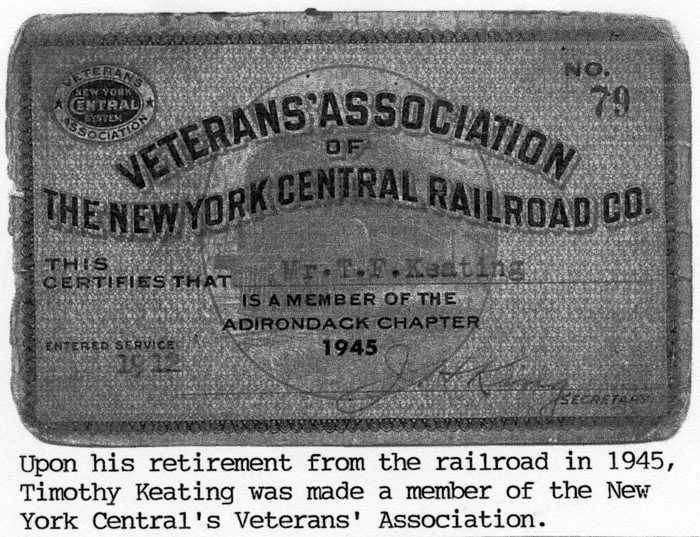 VETERANS
NEW YORK
CENTRAL
SYSTEM
ASSOCIATION
NO.
79
VETERANS' ASSOCIATION
OF
THE NEW YORK CENTRAL RAILROAD CO.
THIS
CERTIFIES THAT Mr.T.F.Keating
IS A MEMBER OF THE
ADIRONDACK CHAPTER
1945
ENTERED SERVICE
1912
J. H King
SECRETARY
Upon his retirement from the railroad in 1945,
Timothy Keating was made a member of the New
York Central's Veterans' Association.